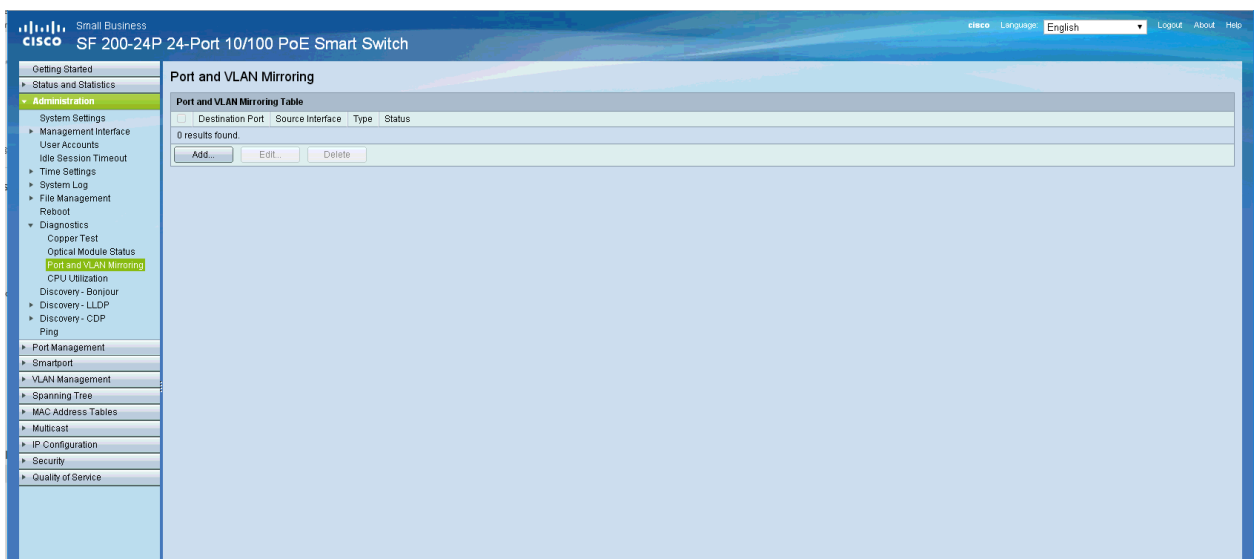 Small Business
cisco Language: English Logout About Help
CISCO SF 200-24P 24-Port 10/100 PoE Smart Switch
Getting Started
Status and Statistics
Administration
System Settings
Management Interface
User Accounts
Idle Session Timeout
Time Settings
System Log
File Management
Reboot
Diagnostics
Copper Test
Optical Module Status
Port and VLAN Mirroring
CPU Utilization
Discovery - Bonjour
Discovery - LLDP
Discovery - CDP
Ping
Port Management
Smartport
VLAN Management
Spanning Tree
MAC Address Tables
Multicast
IP Configuration
Security
Quality of Service
Port and VLAN Mirroring
Port and VLAN Mirroring Table
Destination Port Source Interface Type Status
0 results found.
Add... Edit... Delete